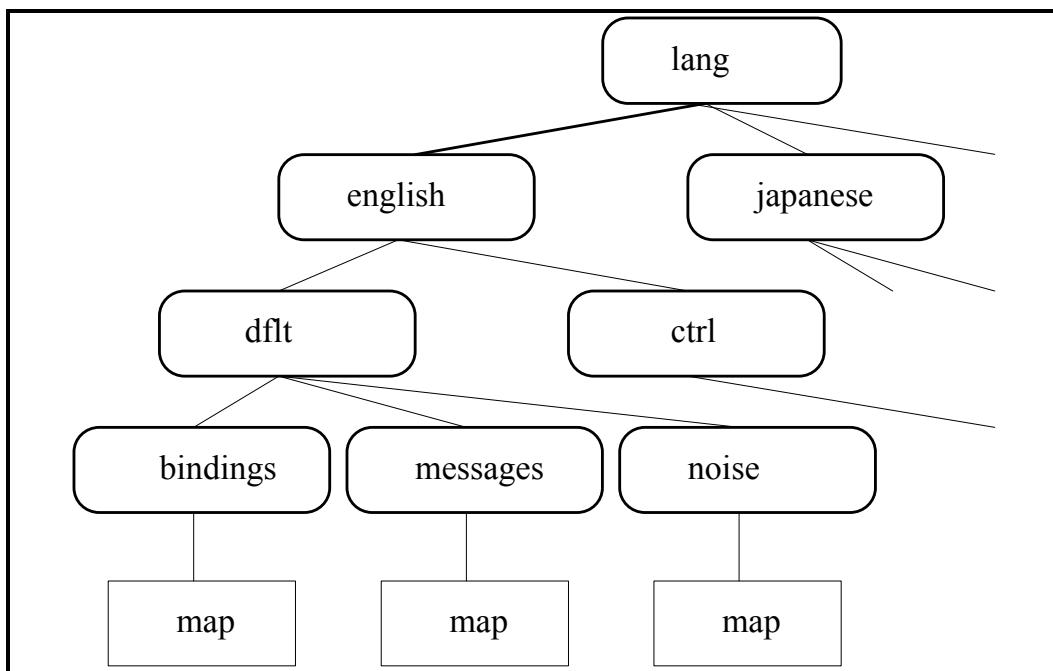 lang
english
japanese
dflt
ctrl
bindings
messages
noise
map
map
map